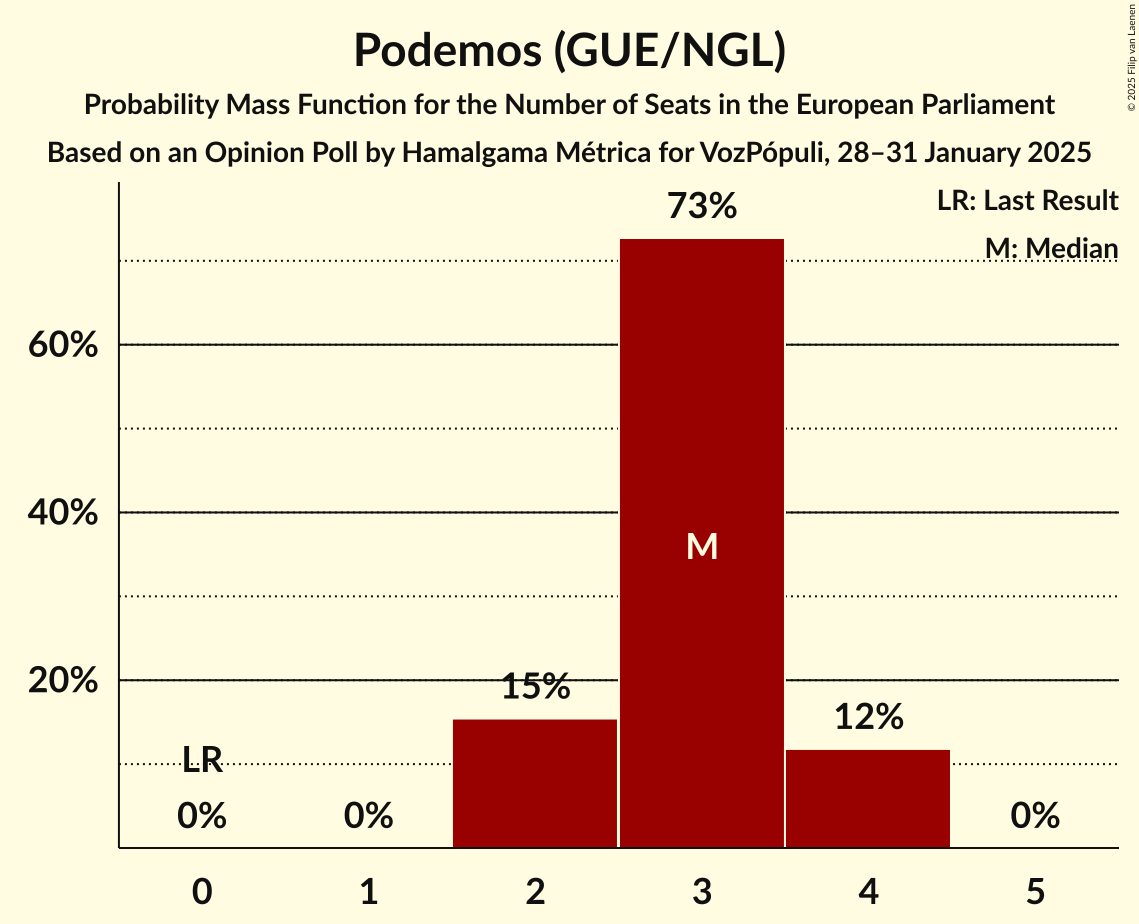 Podemos (GUE/NGL)
Probability Mass Function for the Number of Seats in the European Parliament
Based on an Opinion Poll by Hamalgama Métrica for VozPópuli, 28–31 January 2025
© 2025 Filip van Laenen
LR: Last Result
M: Median
73%
60%
40%
M
20%
15%
12%
LR
0%
0%
0%
0 1 2 3 4 5